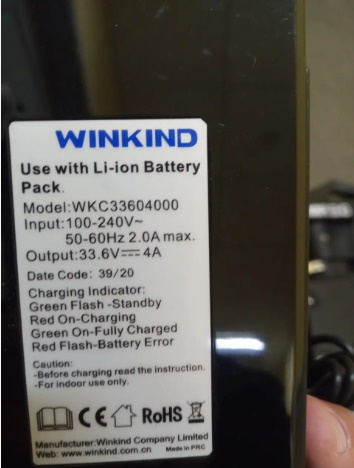 WINKIND
Use with Li-ion Battery
Pack.
Model:WKC33604000
Input:100-240V~
50-60Hz 2.0A max.
Output:33.6V⎓4A
Date Code: 39/20
Charging Indicator:
Green Flash -Standby
Red On-Charging
Green On-Fully Charged
Red Flash-Battery Error
Caution:
-Before charging read the instruction.
-For indoor use only.
CE RoHS
Manufacturer:Winkind Company Limited
Web: www.winkind.com.cn Made in PRC